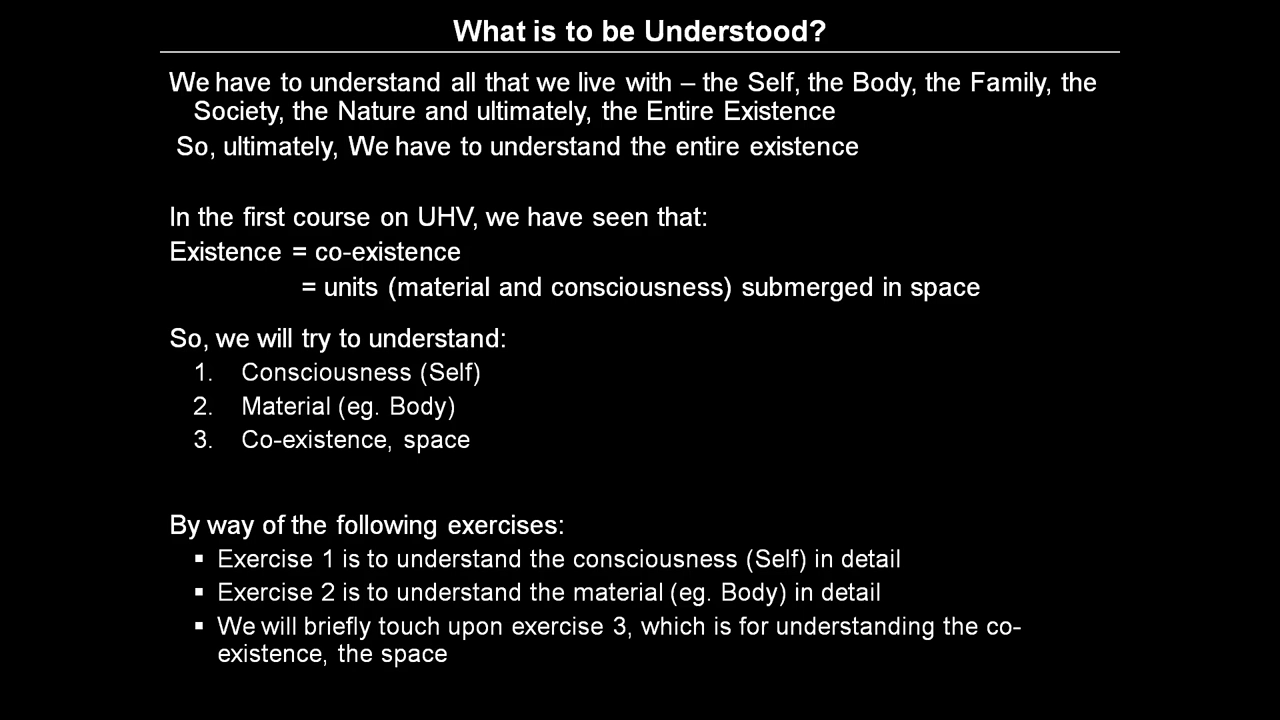 What is to be Understood?
We have to understand all that we live with – the Self, the Body, the Family, the
Society, the Nature and ultimately, the Entire Existence
So, ultimately, We have to understand the entire existence
In the first course on UHV, we have seen that:
Existence = co-existence
= units (material and consciousness) submerged in space
So, we will try to understand:
1. Consciousness (Self)
2. Material (eg. Body)
3. Co-existence, space
By way of the following exercises:
▪ Exercise 1 is to understand the consciousness (Self) in detail
▪ Exercise 2 is to understand the material (eg. Body) in detail
▪ We will briefly touch upon exercise 3, which is for understanding the co-
existence, the space